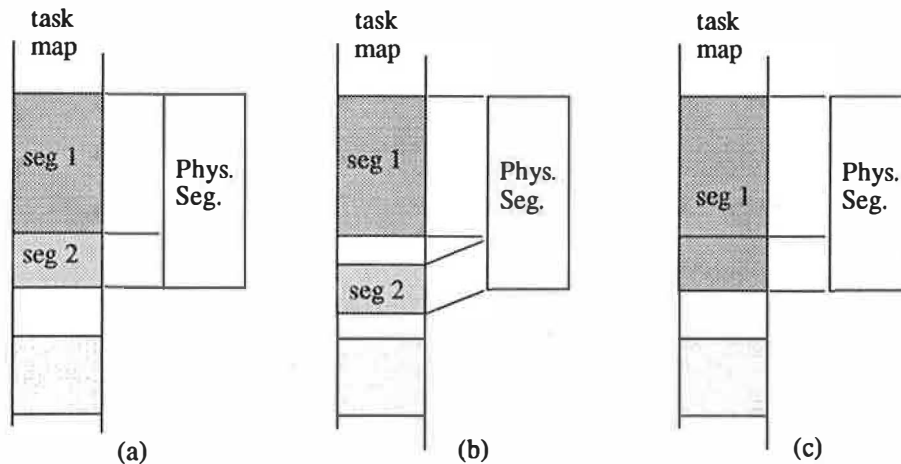 task
map
seg 1
seg 2
Phys.
Seg.
(a)
task
map
seg 1
seg 2
Phys.
Seg.
(b)
task
map
seg 1
Phys.
Seg.
(c)